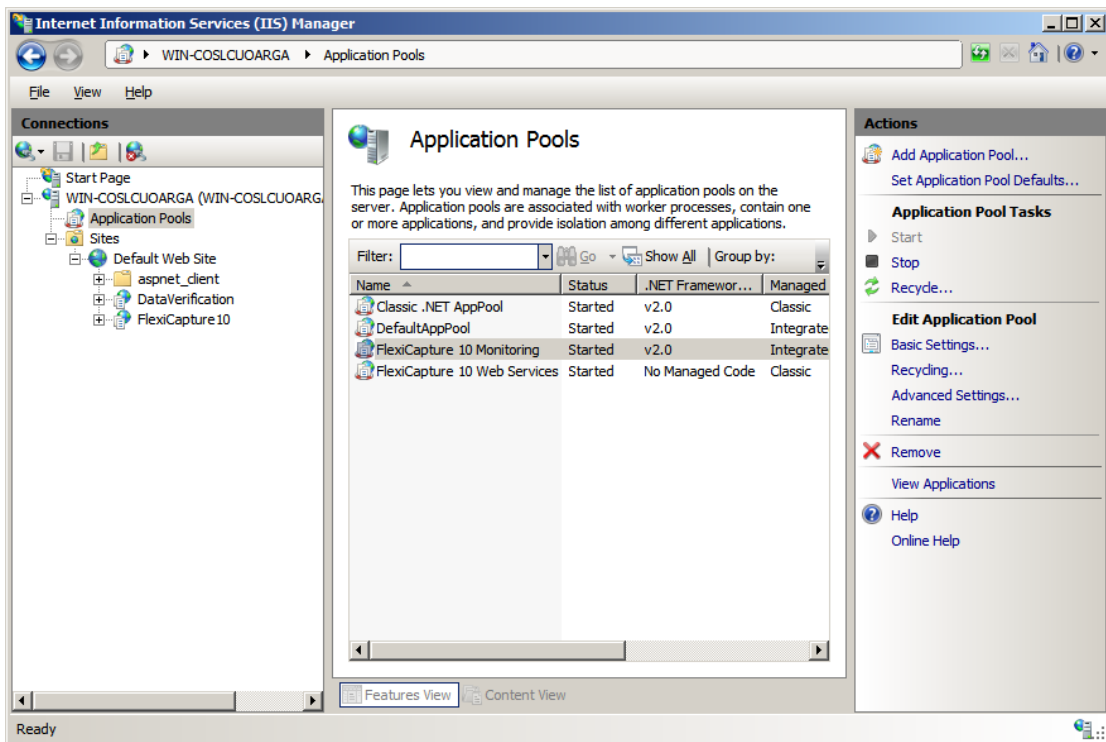 Internet Information Services (IIS) Manager
WIN-COSLCUOARGA Application Pools
File View Help
Connections
Start Page
WIN-COSLCUOARGA (WIN-COSLCUOARGA
Application Pools
Sites
Default Web Site
aspnet_client
DataVerification
FlexiCapture10
Application Pools
This page lets you view and manage the list of application pools on the
server. Application pools are associated with worker processes, contain one
or more applications, and provide isolation among different applications.
Filter: Go Show All Group by:
Name Status .NET Framewor... Managed
Classic .NET AppPool Started v2.0 Classic
DefaultAppPool Started v2.0 Integrate
FlexiCapture 10 Monitoring Started v2.0 Integrate
FlexiCapture 10 Web Services Started No Managed Code Classic
Features View Content View
Actions
Add Application Pool...
Set Application Pool Defaults...
Application Pool Tasks
Start
Stop
Recycle...
Edit Application Pool
Basic Settings...
Recycling...
Advanced Settings...
Rename
Remove
View Applications
Help
Online Help
Ready